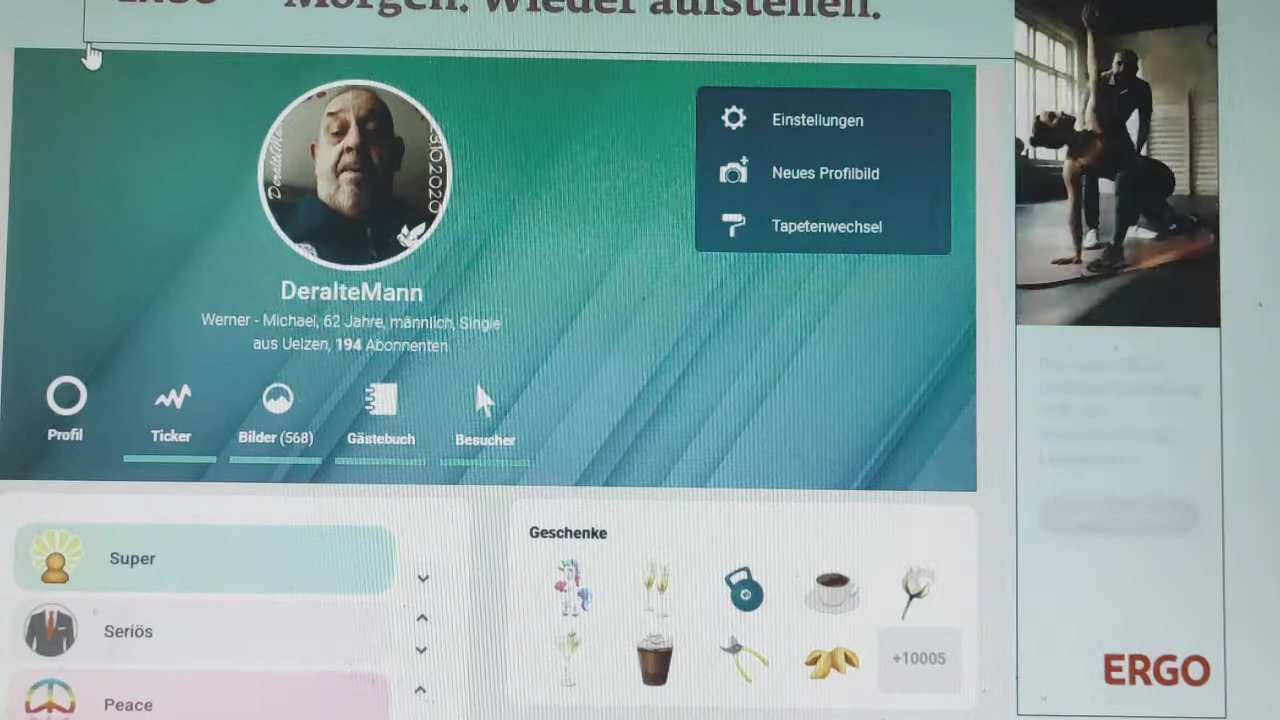 ERGO
Morgen. Wieder aufstehen.
DeralteMann
Werner - Michael, 62 Jahre, männlich, Single
aus Uelzen, 194 Abonnenten
Einstellungen
Neues Profilbild
Tapetenwechsel
Profil
Ticker
Bilder (568)
Gästebuch
Besucher
Super
Seriös
Peace
Geschenke
+10005
ERGO